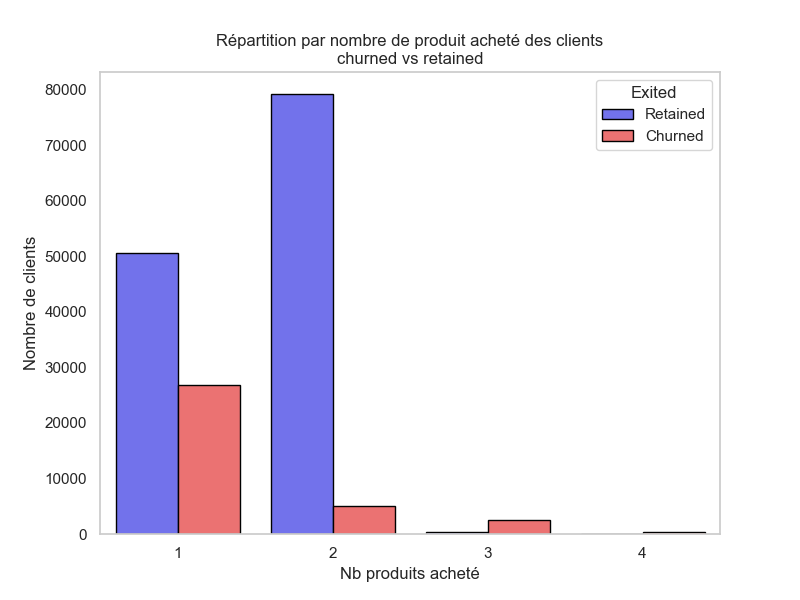 Répartition par nombre de produit acheté des clients
churned vs retained
Exited
Retained
Churned
Nombre de clients
80000
70000
60000
50000
40000
30000
20000
10000
0
1
2
3
4
Nb produits acheté